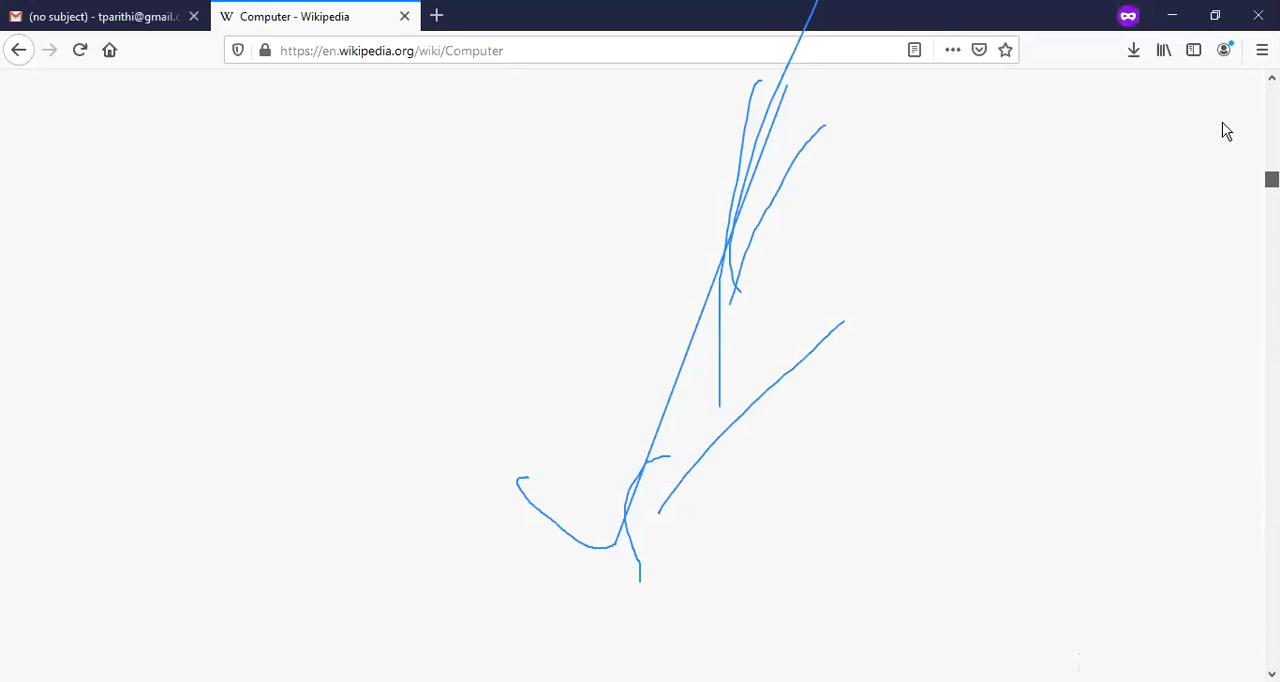 (no subject) - tparithi@gmail.c
Computer - Wikipedia
https://en.wikipedia.org/wiki/Computer